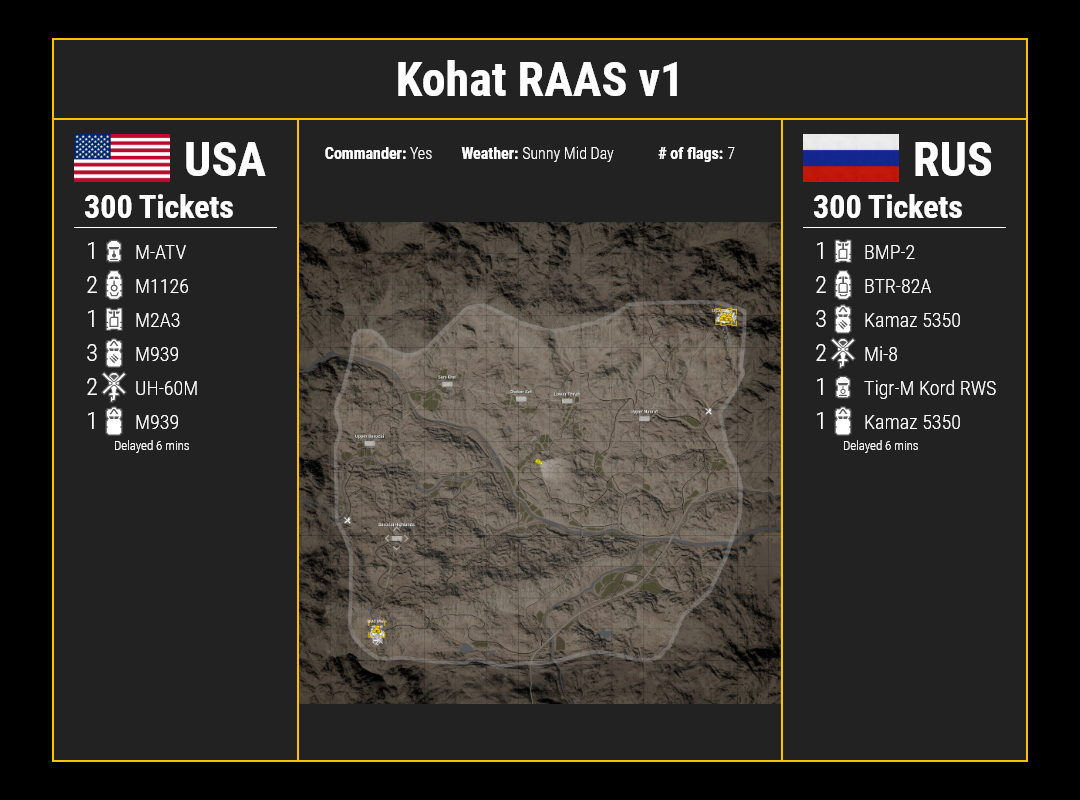 Kohat RAAS v1
USA
300 Tickets
1 M-ATV
2 M1126
1 M2A3
3 M939
2 UH-60M
1 M939
Delayed 6 mins
Commander: Yes Weather: Sunny Mid Day # of flags: 7
RUS
300 Tickets
1 BMP-2
2 BTR-82A
3 Kamaz 5350
2 Mi-8
1 Tigr-M Kord RWS
1 Kamaz 5350
Delayed 6 mins